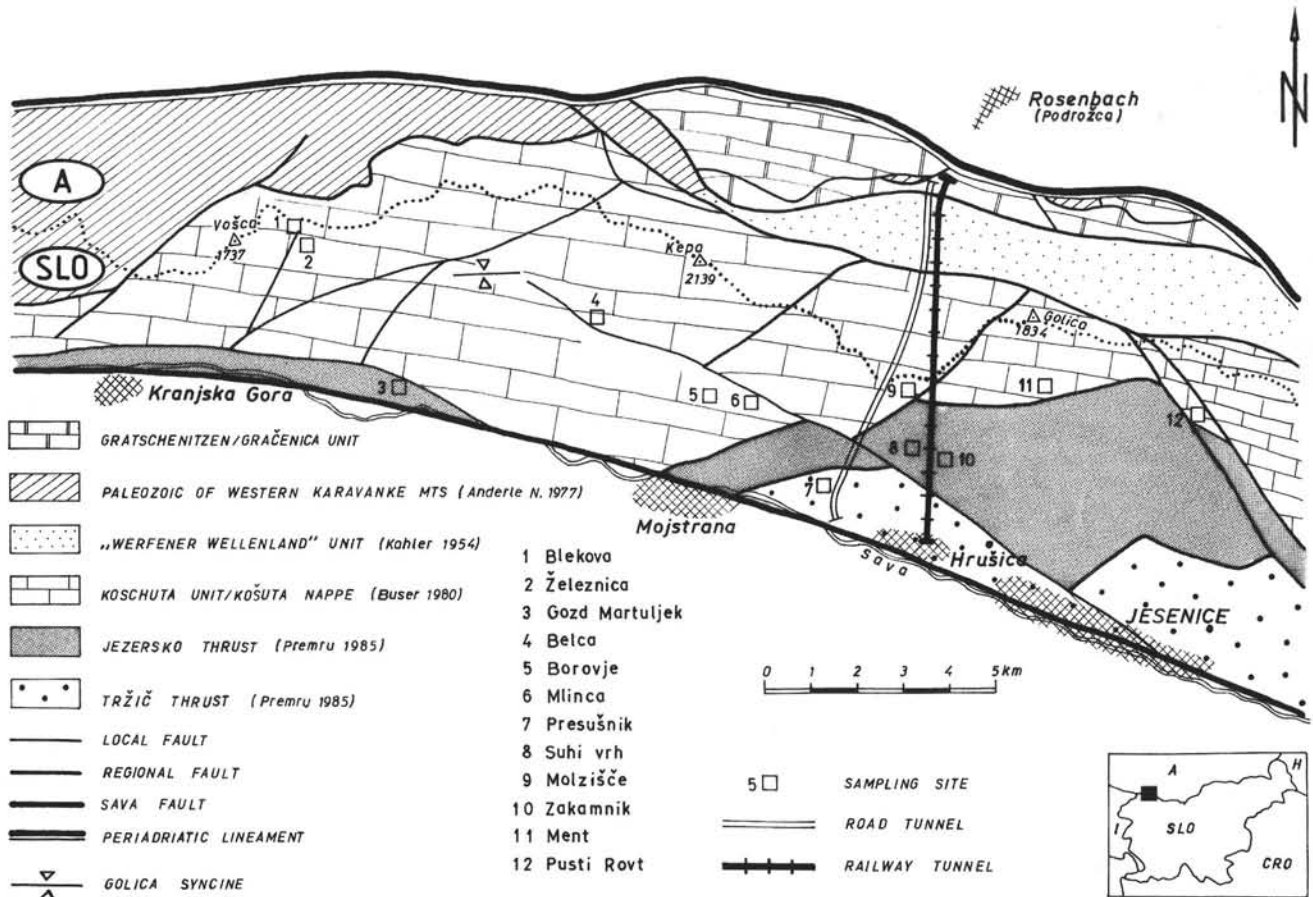 N
Rosenbach
(Podrožca)
A
SLO
Vošca
1737
1
2
Kepa
2139
4
Golica
1834
3
Kranjska Gora
5
6
9
11
12
8
10
7
Mojstrana
Sava
Hrušica
JESENICE
GRATSCHENITZEN/GRAČENICA UNIT
PALEOZOIC OF WESTERN KARAVANKE MTS (Anderle N. 1977)
„WERFENER WELLENLAND" UNIT (Kahler 1954)
KOSCHUTA UNIT/KOŠUTA NAPPE (Buser 1980)
JEZERSKO THRUST (Premru 1985)
TRŽIČ THRUST (Premru 1985)
LOCAL FAULT
REGIONAL FAULT
SAVA FAULT
PERIADRIATIC LINEAMENT
GOLICA SYNCINE
1 Blekova
2 Železnica
3 Gozd Martuljek
4 Belca
5 Borovje
6 Mlinca
7 Presušnik
8 Suhi vrh
9 Molzišče
10 Zakamnik
11 Ment
12 Pusti Rovt
0 1 2 3 4 5 km
5 SAMPLING SITE
ROAD TUNNEL
RAILWAY TUNNEL
A
H
I
SLO
CRO